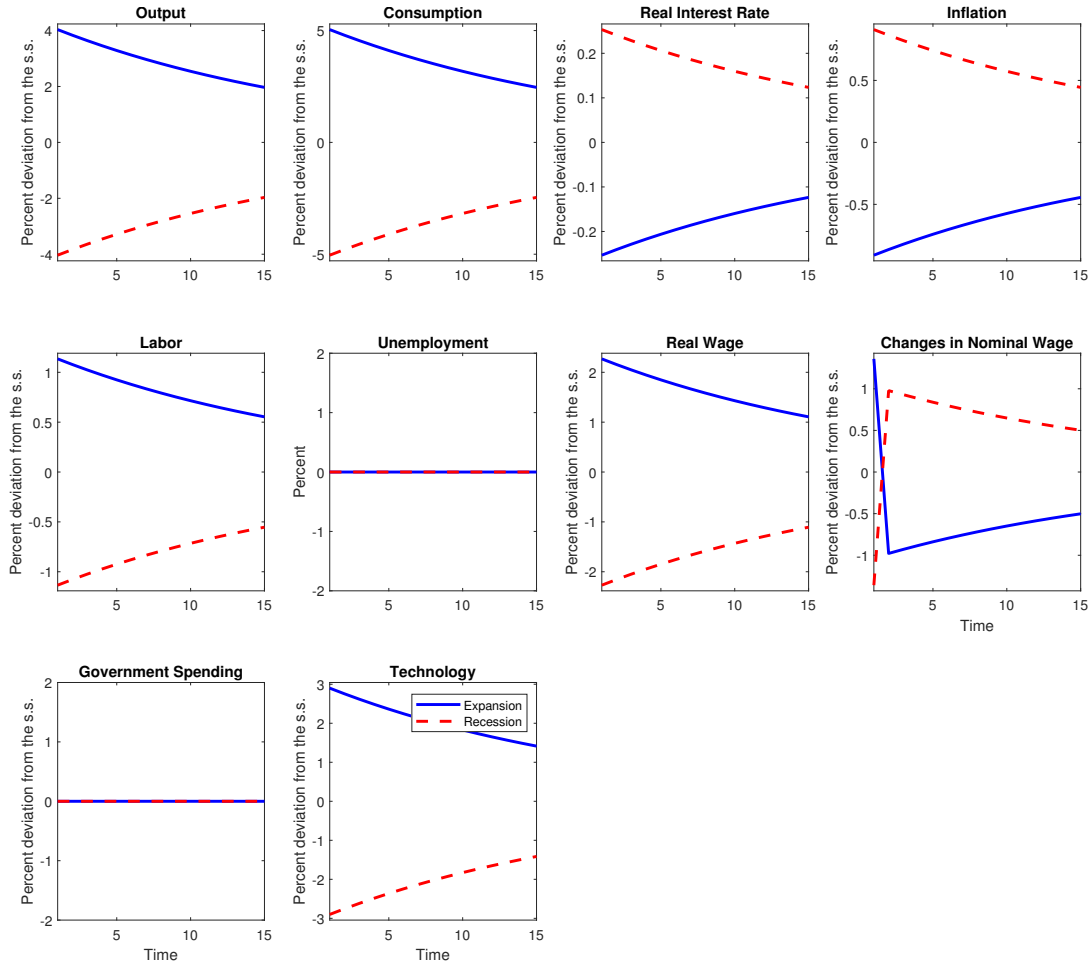 Output
Percent deviation from the s.s.
4
2
0
-2
-4
5 10 15
Consumption
Percent deviation from the s.s.
5
0
-5
5 10 15
Real Interest Rate
Percent deviation from the s.s.
0.2
0.1
0
-0.1
-0.2
5 10 15
Inflation
Percent deviation from the s.s.
0.5
0
-0.5
5 10 15
Labor
Percent deviation from the s.s.
1
0.5
0
-0.5
-1
5 10 15
Unemployment
Percent
2
1
0
-1
-2
5 10 15
Real Wage
Percent deviation from the s.s.
2
1
0
-1
-2
5 10 15
Changes in Nominal Wage
Percent deviation from the s.s.
1
0.5
0
-0.5
-1
5 10 15
Time
Government Spending
Percent deviation from the s.s.
2
1
0
-1
-2
5 10 15
Time
Technology
Percent deviation from the s.s.
3
2
1
0
-1
-2
-3
5 10 15
Time
Expansion
Recession